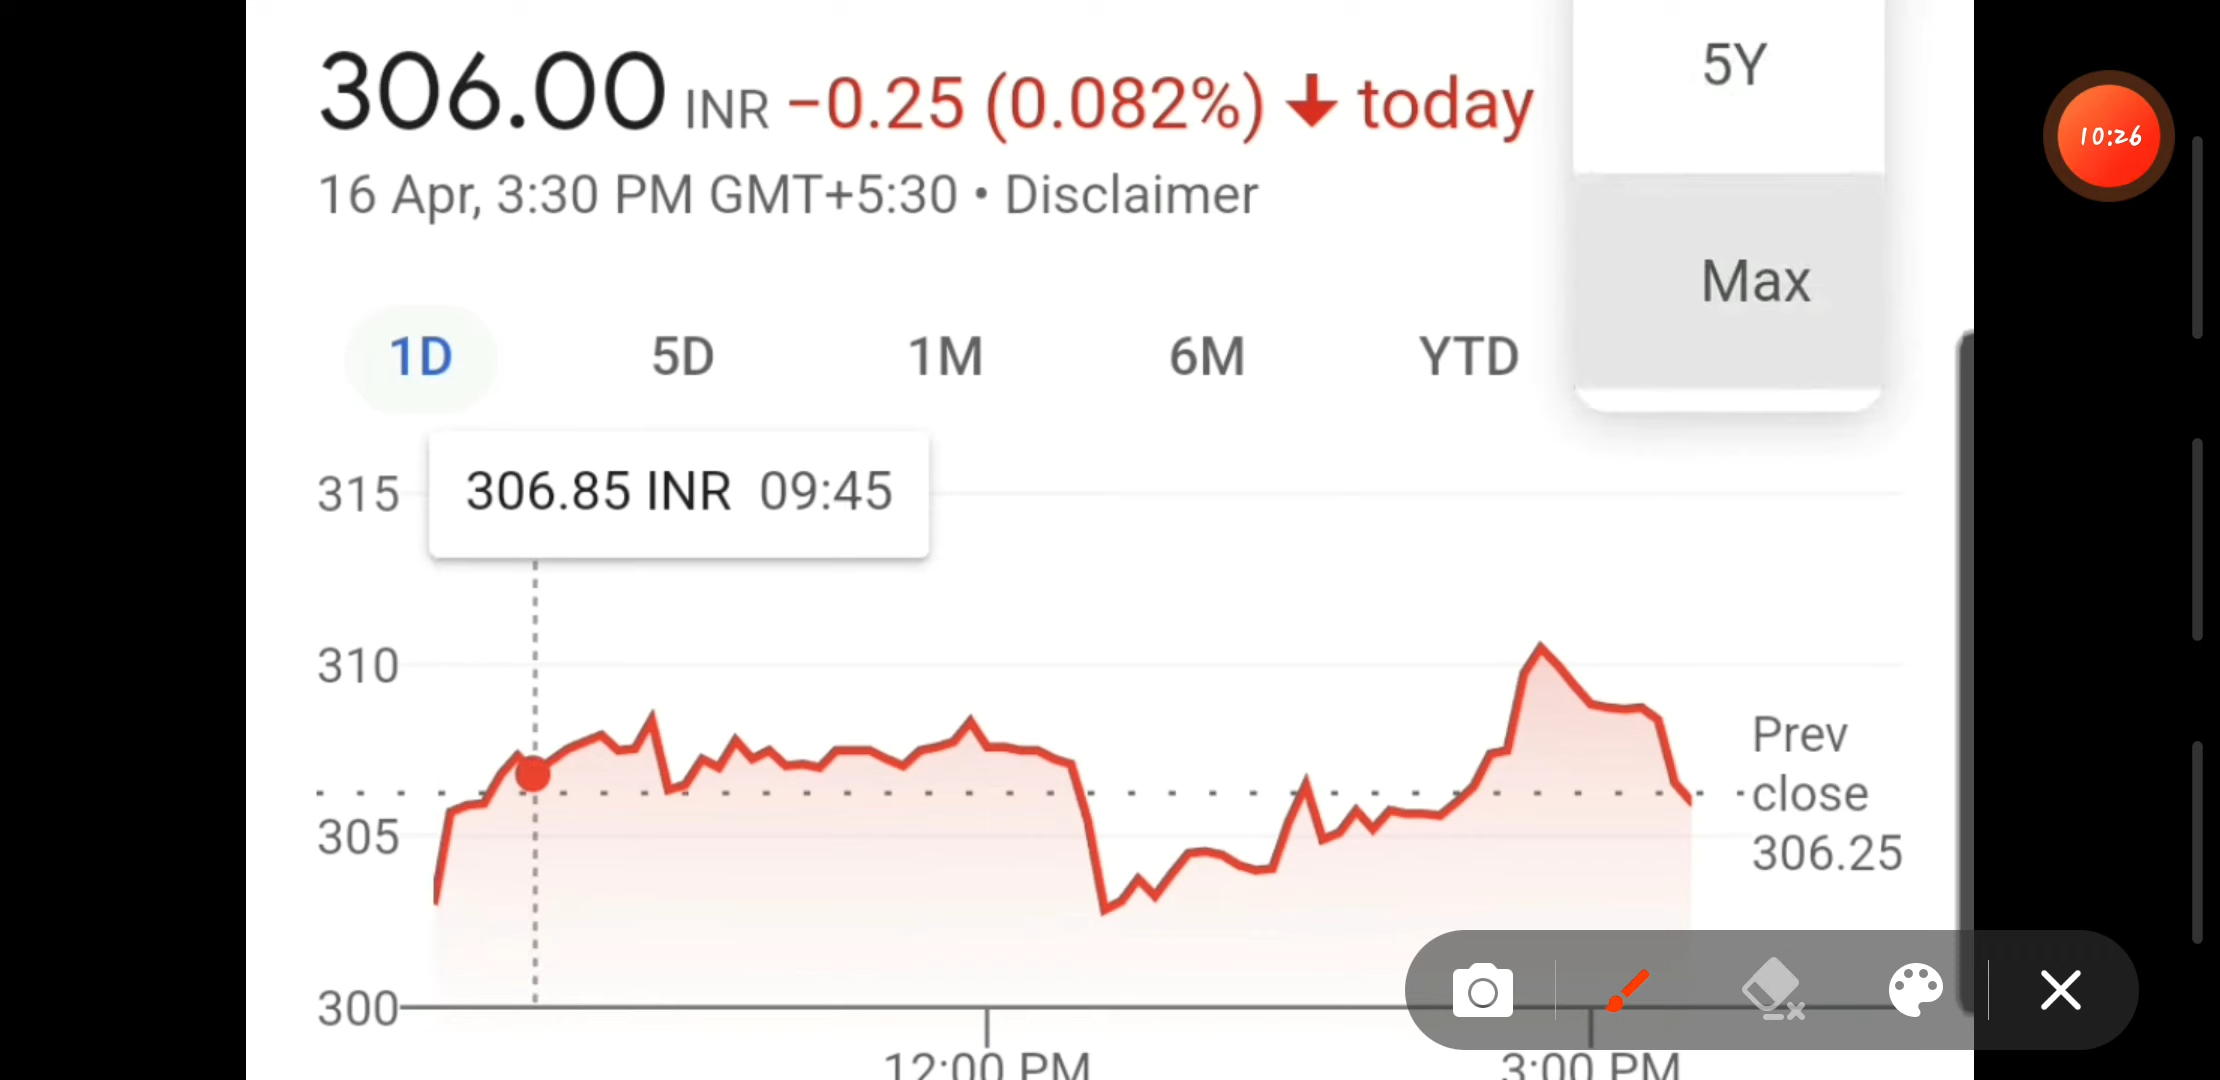 306.00 INR −0.25 (0.082%) ↓ today
16 Apr, 3:30 PM GMT+5:30 • Disclaimer
5Y
Max
10:26
1D 5D 1M 6M YTD
306.85 INR 09:45
315
310
305
300
Prev
close
306.25
12:00 PM
3:00 PM